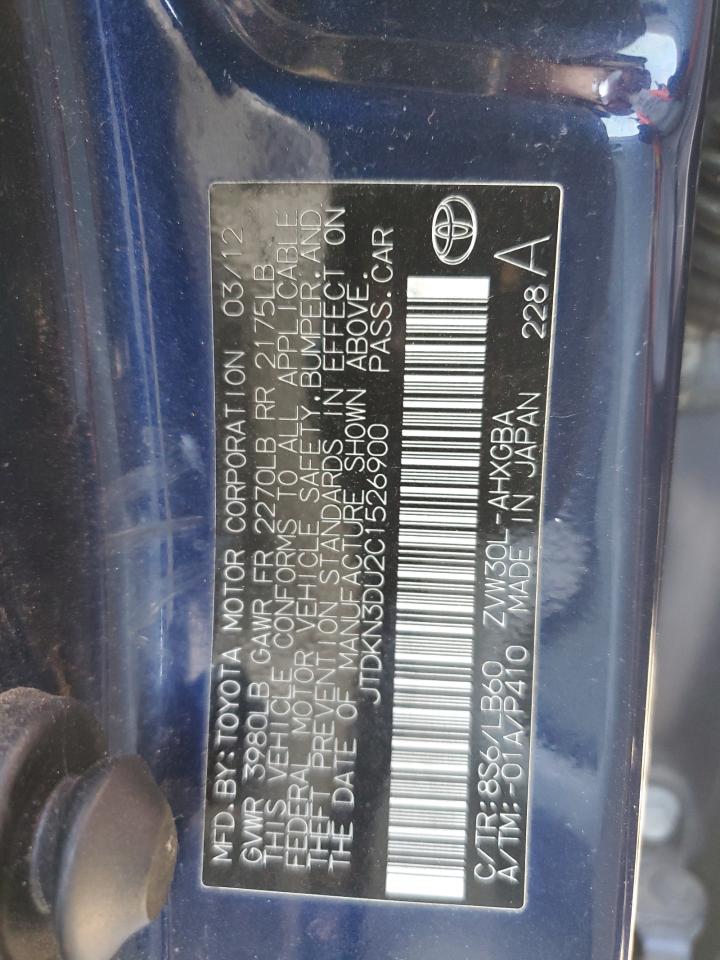 MFD. BY: TOYOTA MOTOR CORPORATION 03/12
GVWR 3980LB GAWR FR 2270LB RR 2175LB
THIS VEHICLE CONFORMS TO ALL APPLICABLE
FEDERAL MOTOR VEHICLE SAFETY, BUMPER, AND
THEFT PREVENTION STANDARDS IN EFFECT ON
THE DATE OF MANUFACTURE SHOWN ABOVE.
JTDKN3DU2C1526900 PASS. CAR
C/TR: 8S6/LB60 ZVW30L-AHXGBA
A/TM: -01A/P410 MADE IN JAPAN 228 A